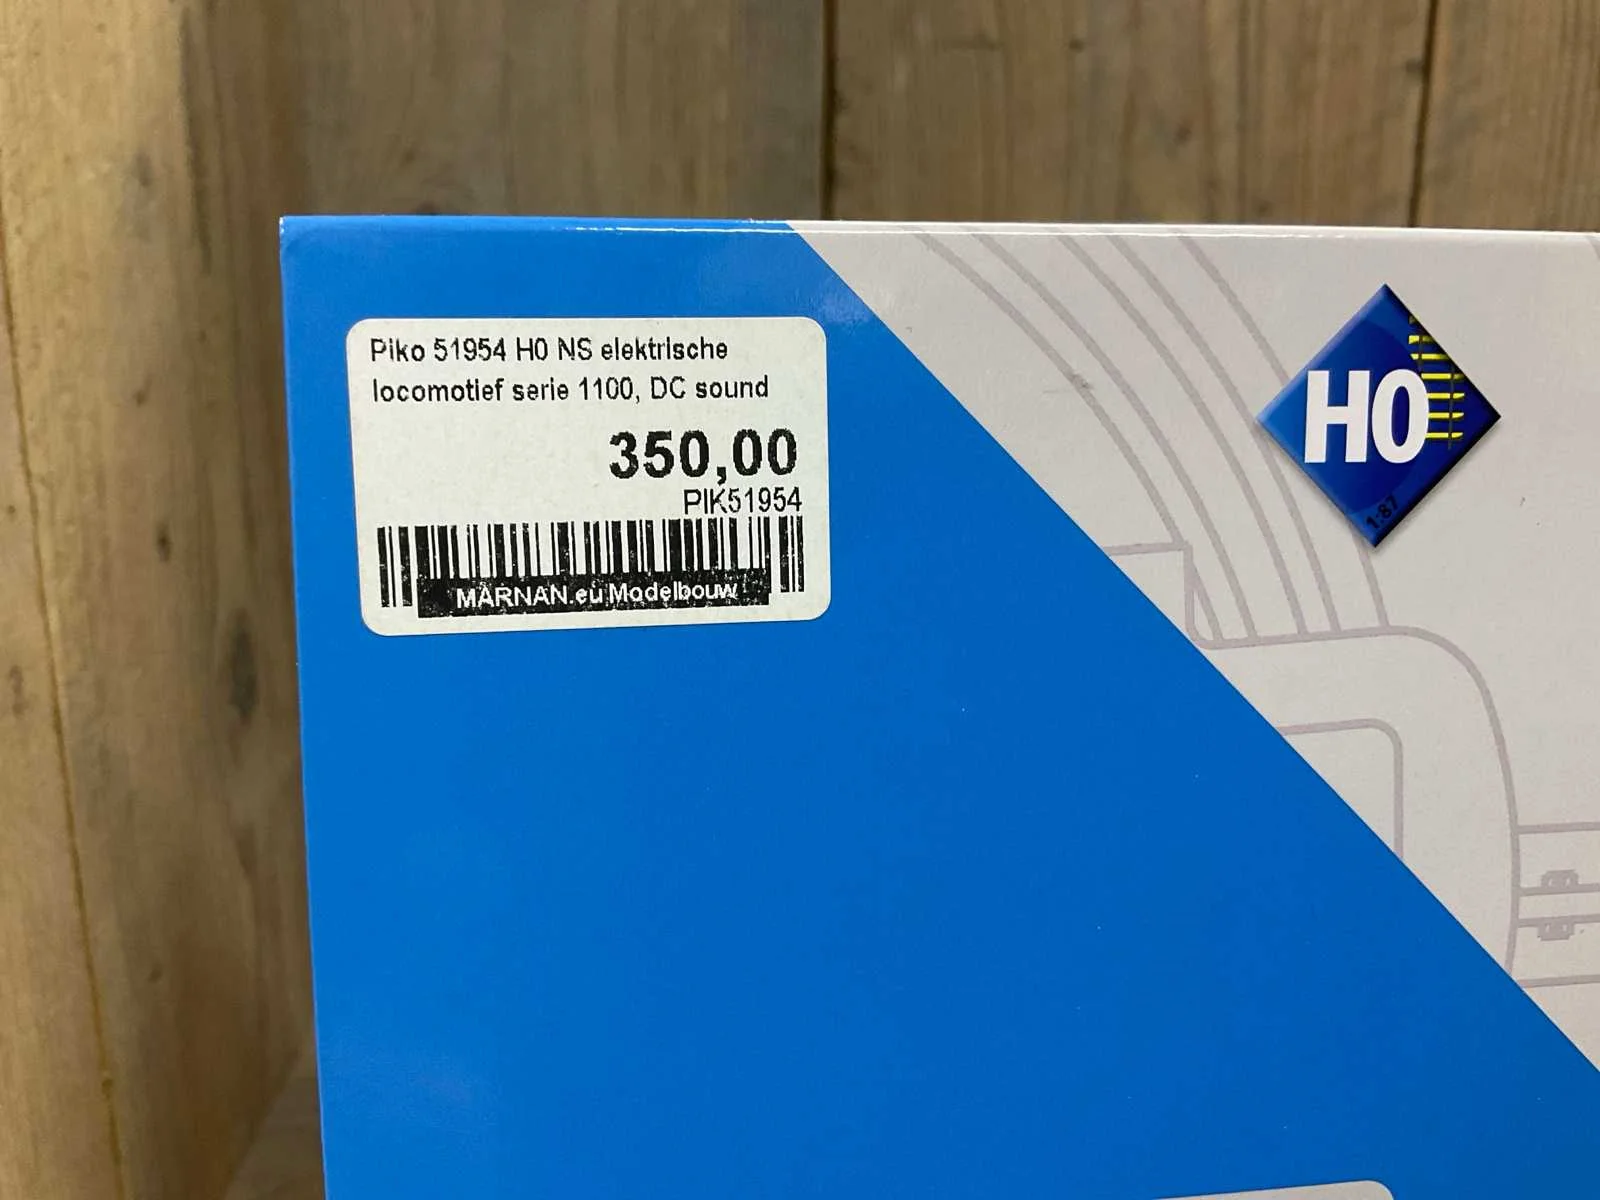 Piko 51954 H0 NS elektrische
locomotief serie 1100, DC sound
350,00
PIK51954
MARNAN.eu Modelbouw
H0
1:87